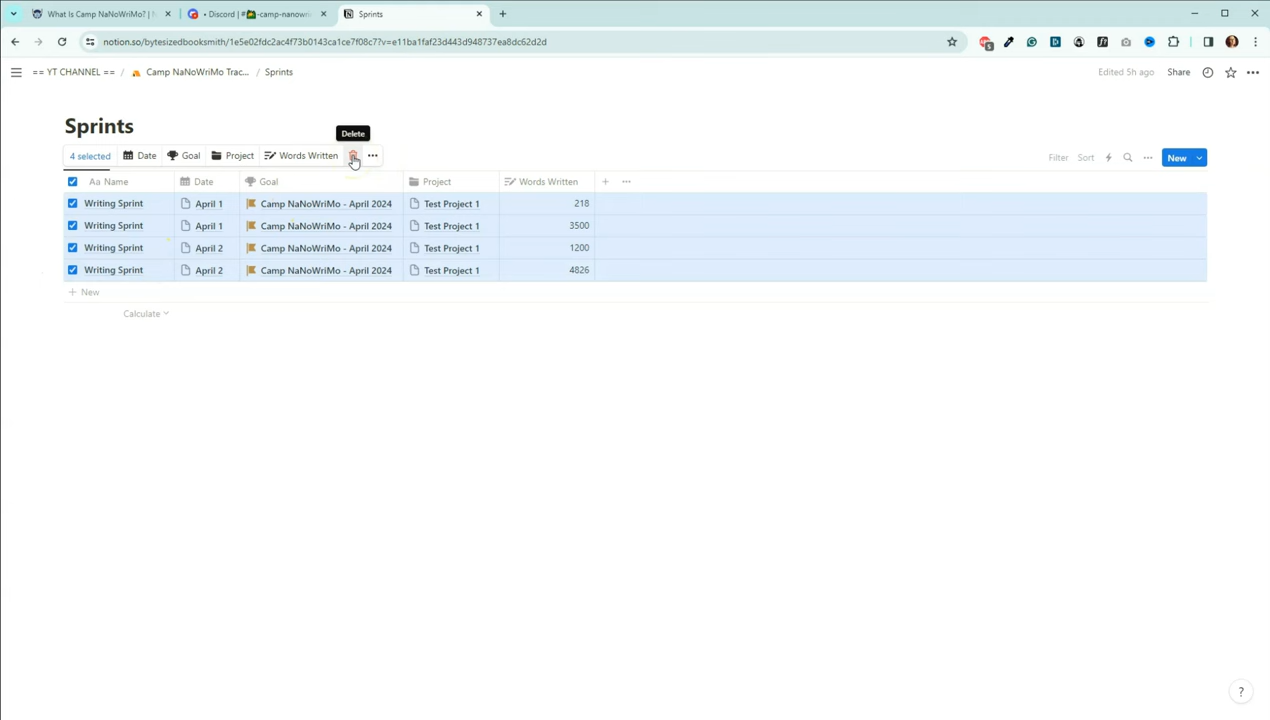 What Is Camp NaNoWriMo? | N
• Discord | #🏕-camp-nanowri
Sprints
notion.so/bytesizedbooksmith/1e5e02fdc2ac4f73b0143ca1ce7f08c7?v=e11ba1faf23d443d948737ea8dc62d2d
5
== YT CHANNEL == / Camp NaNoWriMo Trac... / Sprints
Edited 5h ago Share
Sprints
Delete
4 selected Date Goal Project Words Written
Filter Sort New
Aa Name Date Goal Project Words Written
Writing Sprint April 1 Camp NaNoWriMo - April 2024 Test Project 1 218
Writing Sprint April 1 Camp NaNoWriMo - April 2024 Test Project 1 3500
Writing Sprint April 2 Camp NaNoWriMo - April 2024 Test Project 1 1200
Writing Sprint April 2 Camp NaNoWriMo - April 2024 Test Project 1 4826
+ New
Calculate
?